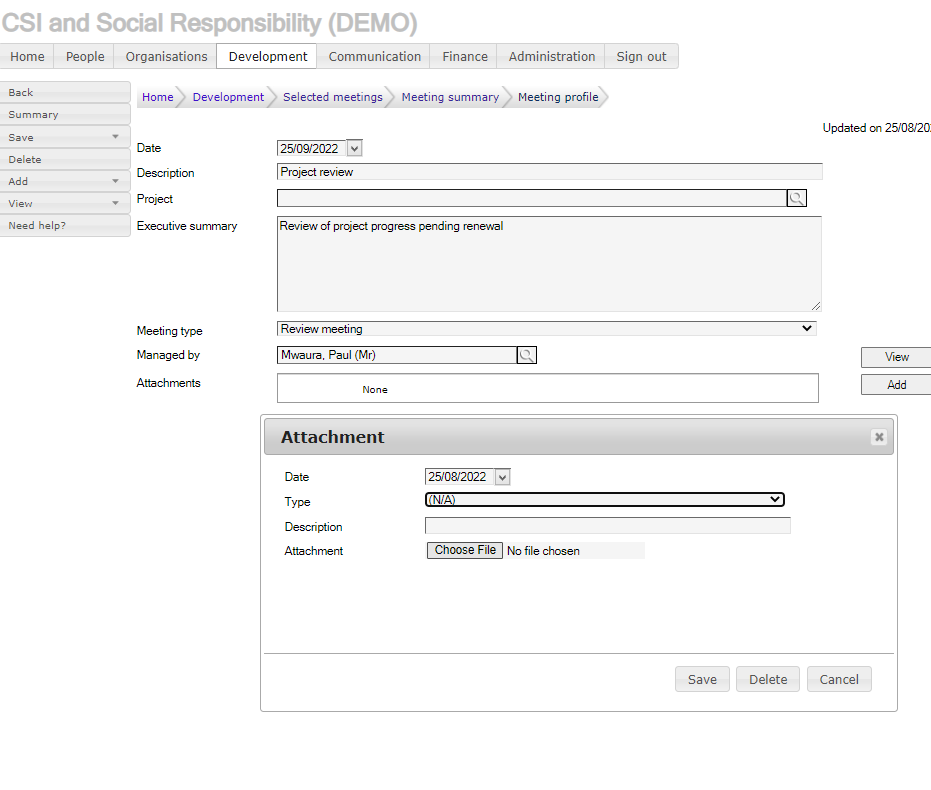 CSI and Social Responsibility (DEMO)
Home People Organisations Development Communication Finance Administration Sign out
Back
Summary
Save
Delete
Add
View
Need help?
Home Development Selected meetings Meeting summary Meeting profile
Updated on 25/08/20
Date 25/09/2022
Description Project review
Project
Executive summary Review of project progress pending renewal
Meeting type Review meeting
Managed by Mwaura, Paul (Mr) View
Attachments None Add
Attachment
Date 25/08/2022
Type (N/A)
Description
Attachment Choose File No file chosen
Save Delete Cancel